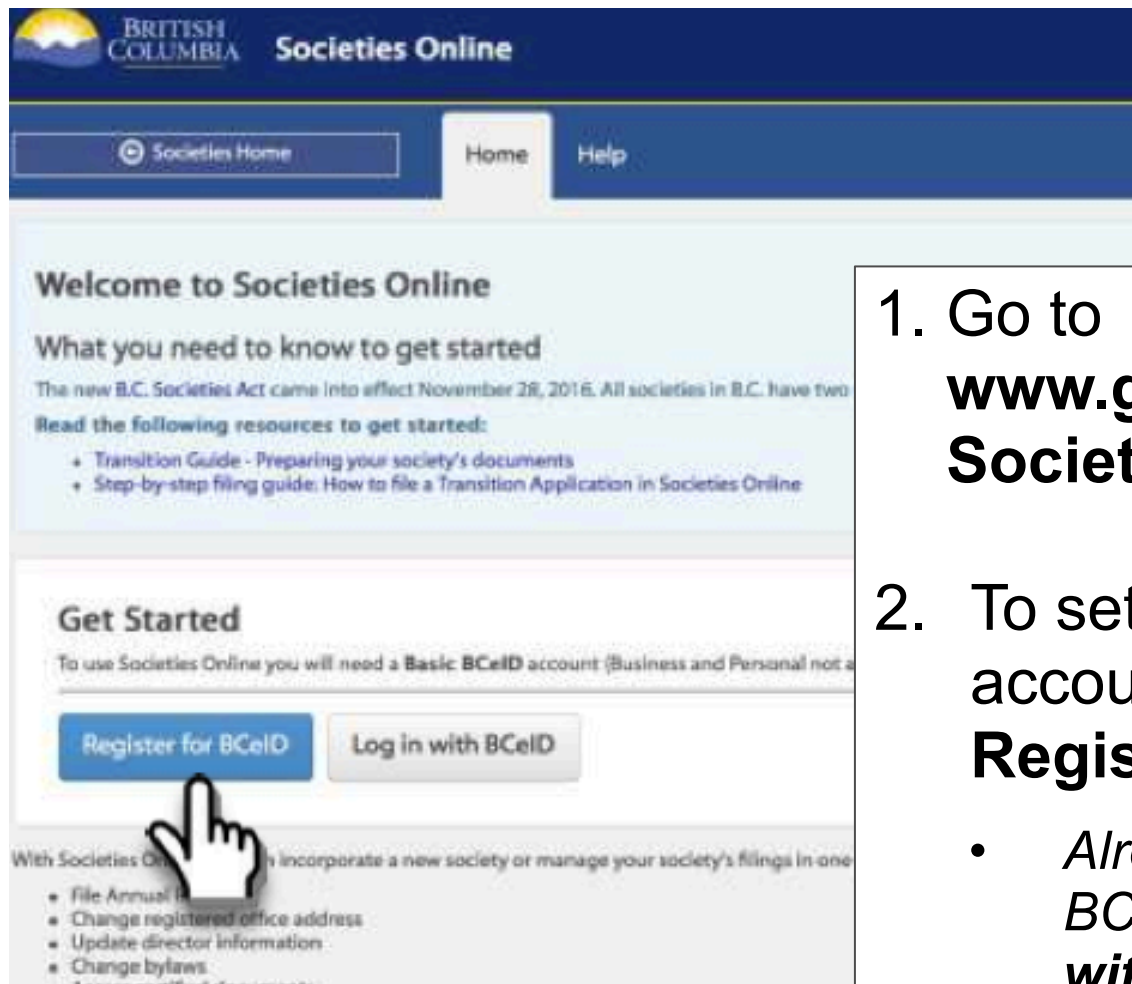 BRITISH
COLUMBIA
Societies Online
Societies Home
Home
Help
Welcome to Societies Online
What you need to know to get started
The new B.C. Societies Act came into effect November 28, 2016. All societies in B.C. have two
Read the following resources to get started:
• Transition Guide - Preparing your society's documents
• Step-by-step filing guide: How to file a Transition Application in Societies Online
Get Started
To use Societies Online you will need a Basic BCeID account (Business and Personal not a
Register for BCeID
Log in with BCeID
With Societies incorporate a new society or manage your society's filings in one
• File Annual
• Change registered office address
• Update director information
• Change bylaws
1. Go to
www.g
Societ
2. To set
accou
Regis
• Alre
BC
wit